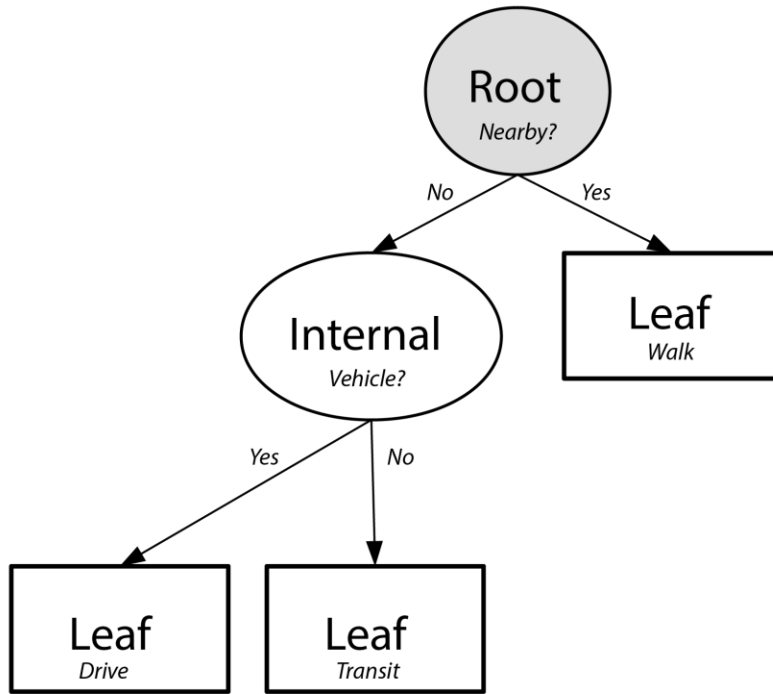 Root
Nearby?
No
Yes
Internal
Vehicle?
Leaf
Walk
Yes
No
Leaf
Drive
Leaf
Transit